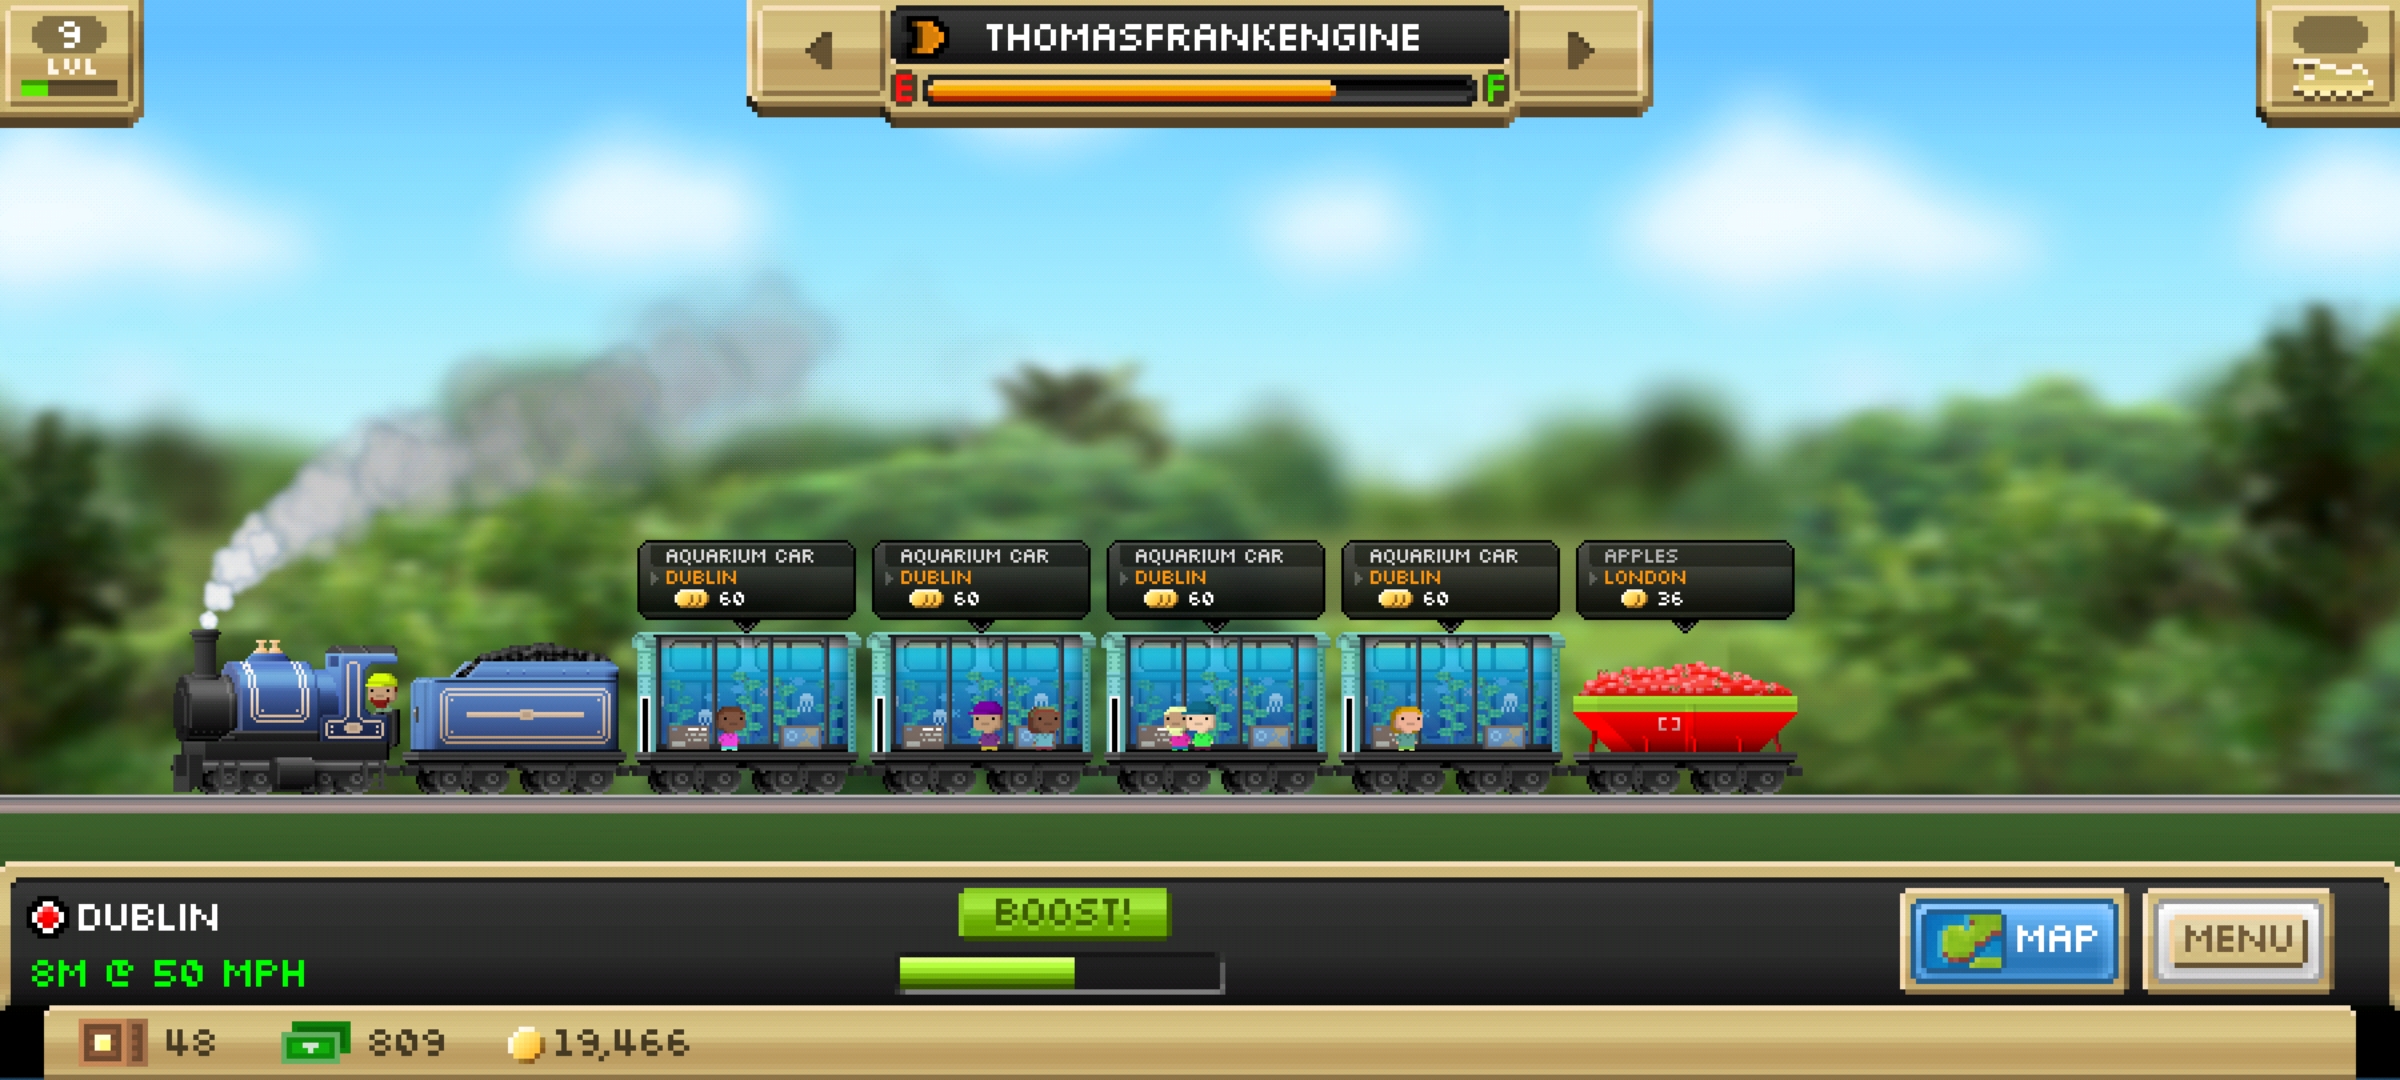 9
LVL
THOMASFRANKENGINE
E F
AQUARIUM CAR
DUBLIN
60
AQUARIUM CAR
DUBLIN
60
AQUARIUM CAR
DUBLIN
60
AQUARIUM CAR
DUBLIN
60
APPLES
LONDON
36
DUBLIN
8M @ 50 MPH
BOOST!
MAP
MENU
48
809
19,466